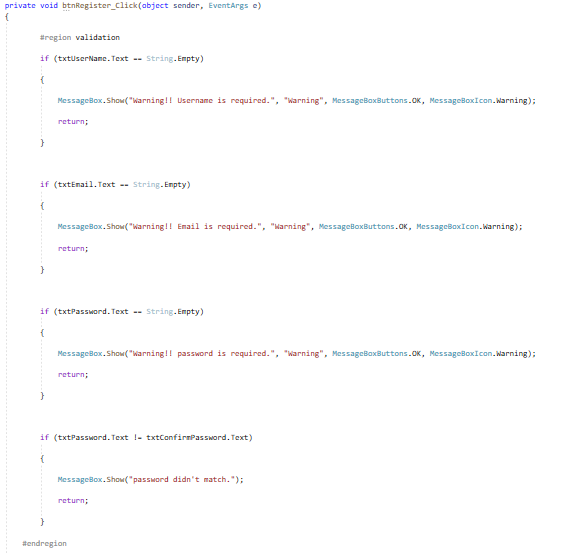 private void btnRegister_Click(object sender, EventArgs e)
{
#region validation
if (txtUserName.Text == String.Empty)
{
MessageBox.Show("Warning!! Username is required.", "Warning", MessageBoxButtons.OK, MessageBoxIcon.Warning);
return;
}
if (txtEmail.Text == String.Empty)
{
MessageBox.Show("Warning!! Email is required.", "Warning", MessageBoxButtons.OK, MessageBoxIcon.Warning);
return;
}
if (txtPassword.Text == String.Empty)
{
MessageBox.Show("Warning!! password is required.", "Warning", MessageBoxButtons.OK, MessageBoxIcon.Warning);
return;
}
if (txtPassword.Text != txtConfirmPassword.Text)
{
MessageBox.Show("password didn't match.");
return;
}
#endregion